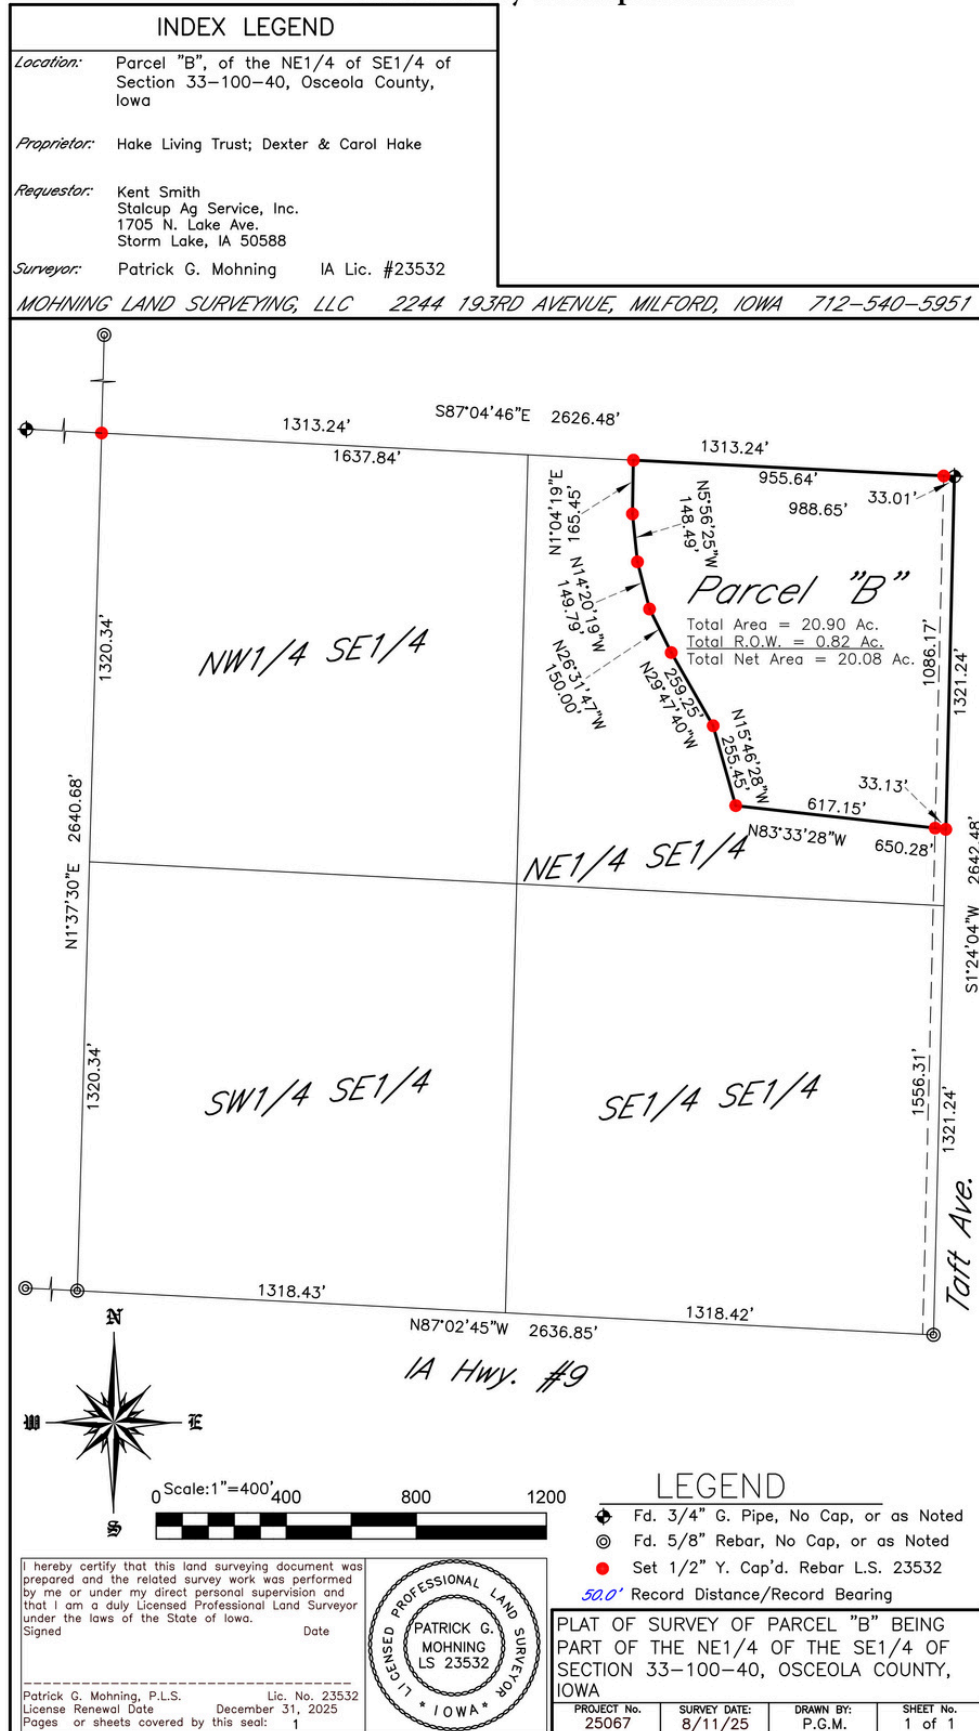 INDEX LEGEND
Location: Parcel "B", of the NE1/4 of SE1/4 of
Section 33-100-40, Osceola County,
Iowa
Proprietor: Hake Living Trust; Dexter & Carol Hake
Requestor: Kent Smith
Stalcup Ag Service, Inc.
1705 N. Lake Ave.
Storm Lake, IA 50588
Surveyor: Patrick G. Mohning IA Lic. #23532
MOHNING LAND SURVEYING, LLC 2244 193RD AVENUE, MILFORD, IOWA 712-540-5951
S87°04'46"E 2626.48'
1313.24'
1313.24'
1637.84'
955.64'
33.01'
988.65'
N1°04'19"E
165.45'
N5°56'25"W
148.49'
N14°20'19"W
149.79'
N26°31'47"W
150.00'
259.25'
N29°47'40"W
N15°46'28"W
255.45'
Parcel "B"
Total Area = 20.90 Ac.
Total R.O.W. = 0.82 Ac.
Total Net Area = 20.08 Ac.
1086.17'
1321.24'
1320.34'
NW1/4 SE1/4
33.13'
617.15'
N83°33'28"W
650.28'
NE1/4 SE1/4
N1°37'30"E 2640.68'
S1°24'04"W 2642.48'
1320.34'
SW1/4 SE1/4
SE1/4 SE1/4
1556.31'
1321.24'
Taft Ave.
1318.43'
1318.42'
N87°02'45"W 2636.85'
IA Hwy. #9
N
W
E
S
Scale:1"=400'
0 400 800 1200
LEGEND
Fd. 3/4" G. Pipe, No Cap, or as Noted
Fd. 5/8" Rebar, No Cap, or as Noted
Set 1/2" Y. Cap'd. Rebar L.S. 23532
50.0' Record Distance/Record Bearing
I hereby certify that this land surveying document was
prepared and the related survey work was performed
by me or under my direct personal supervision and
that I am a duly Licensed Professional Land Surveyor
under the laws of the State of Iowa.
Signed Date
Patrick G. Mohning, P.L.S. Lic. No. 23532
License Renewal Date December 31, 2025
Pages or sheets covered by this seal: 1
LICENSED PROFESSIONAL LAND SURVEYOR
PATRICK G.
MOHNING
LS 23532
* IOWA *
PLAT OF SURVEY OF PARCEL "B" BEING
PART OF THE NE1/4 OF THE SE1/4 OF
SECTION 33-100-40, OSCEOLA COUNTY,
IOWA
PROJECT No. SURVEY DATE: DRAWN BY: SHEET No.
25067 8/11/25 P.G.M. 1 of 1